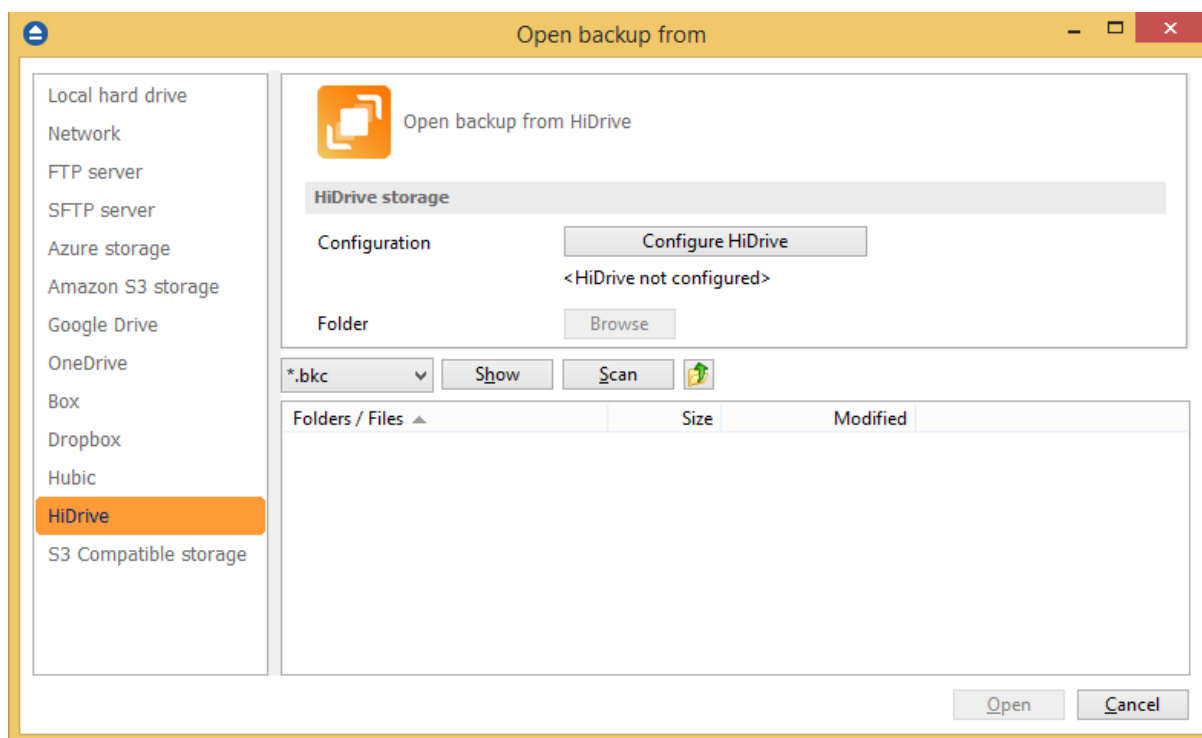 Open backup from
Local hard drive
Network
FTP server
SFTP server
Azure storage
Amazon S3 storage
Google Drive
OneDrive
Box
Dropbox
Hubic
HiDrive
S3 Compatible storage
Open backup from HiDrive
HiDrive storage
Configuration Configure HiDrive
<HiDrive not configured>
Folder Browse
*.bkc Show Scan
Folders / Files Size Modified
Open Cancel